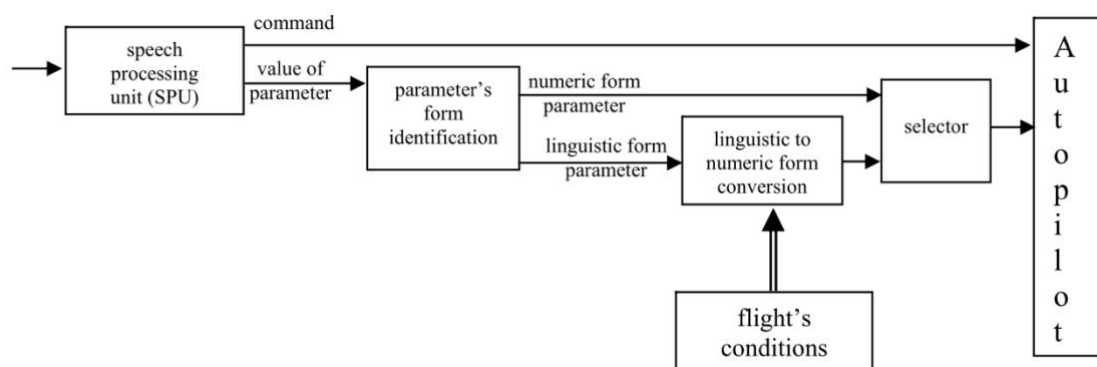 command
speech
processing
unit (SPU)
value of
parameter
parameter's
form
identification
numeric form
parameter
linguistic form
parameter
linguistic to
numeric form
conversion
selector
flight's
conditions
A
u
t
o
p
i
l
o
t